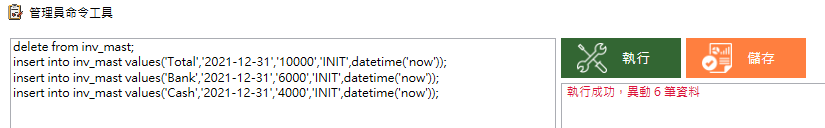 管理員命令工具
delete from inv_mast;
insert into inv_mast values('Total','2021-12-31','10000','INIT',datetime('now'));
insert into inv_mast values('Bank','2021-12-31','6000','INIT',datetime('now'));
insert into inv_mast values('Cash','2021-12-31','4000','INIT',datetime('now'));
執行
儲存
執行成功，異動 6 筆資料